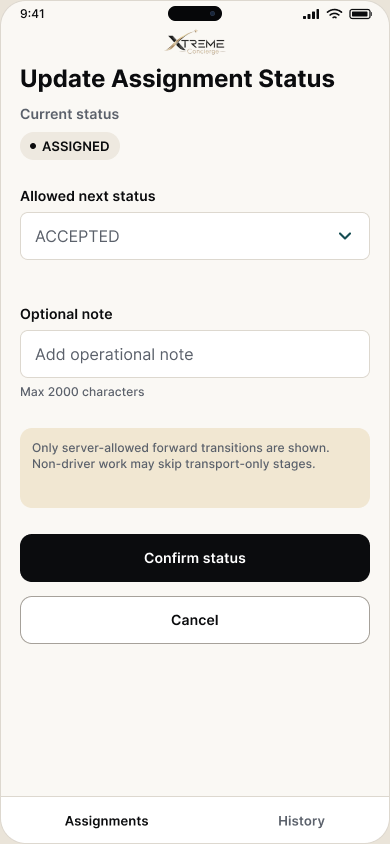 9:41
XTREME
Concierge
Update Assignment Status
Current status
ASSIGNED
Allowed next status
ACCEPTED
Optional note
Add operational note
Max 2000 characters
Only server-allowed forward transitions are shown.
Non-driver work may skip transport-only stages.
Confirm status
Cancel
Assignments
History